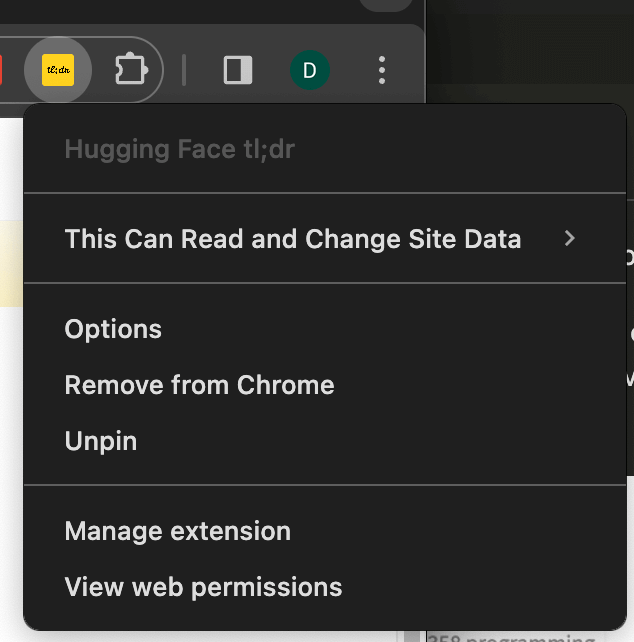 tl;dr
D
Hugging Face tl;dr
This Can Read and Change Site Data
Options
Remove from Chrome
Unpin
Manage extension
View web permissions
358 programming